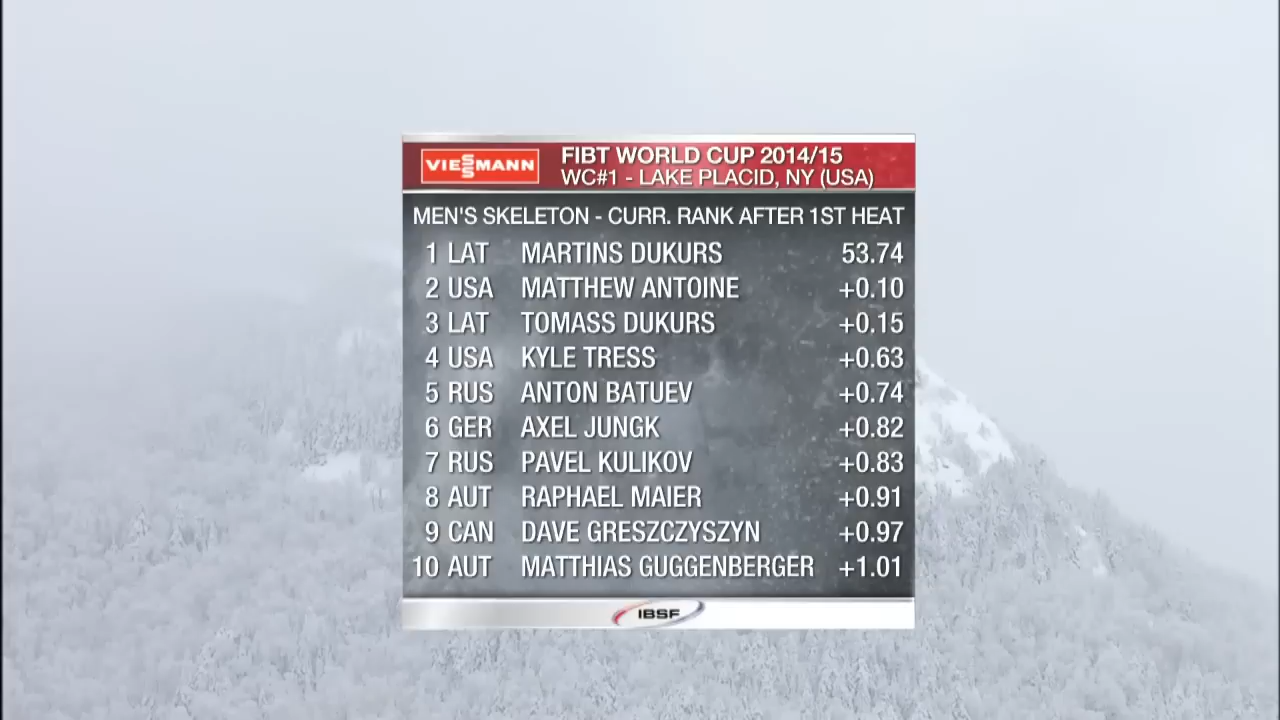 VIESSMANN
FIBT WORLD CUP 2014/15
WC#1 - LAKE PLACID, NY (USA)
MEN'S SKELETON - CURR. RANK AFTER 1ST HEAT
1 LAT MARTINS DUKURS 53.74
2 USA MATTHEW ANTOINE +0.10
3 LAT TOMASS DUKURS +0.15
4 USA KYLE TRESS +0.63
5 RUS ANTON BATUEV +0.74
6 GER AXEL JUNGK +0.82
7 RUS PAVEL KULIKOV +0.83
8 AUT RAPHAEL MAIER +0.91
9 CAN DAVE GRESZCZYSZYN +0.97
10 AUT MATTHIAS GUGGENBERGER +1.01
IBSF